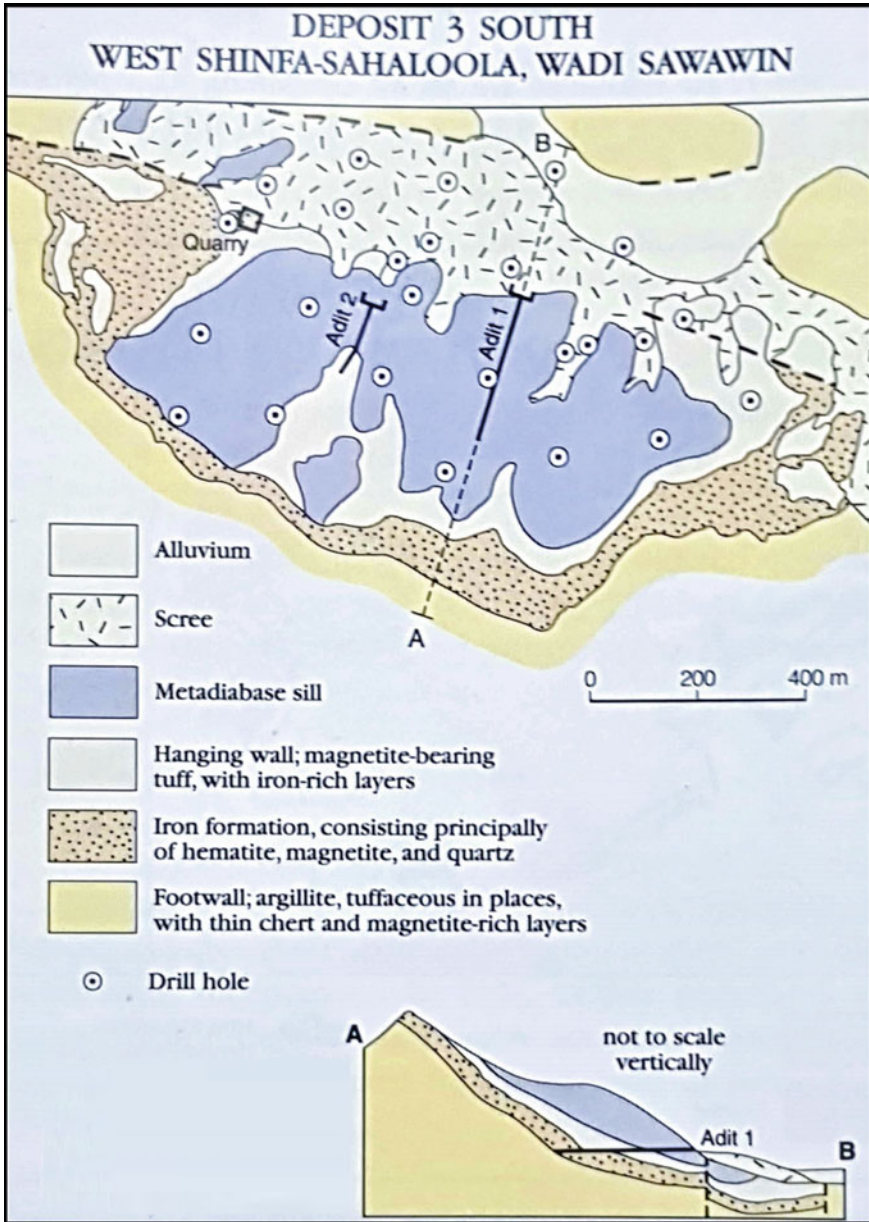 DEPOSIT 3 SOUTH
WEST SHINFA-SAHALOOLA, WADI SAWAWIN
B
Quarry
Adit 2
Adit 1
A
0 200 400 m
Alluvium
Scree
Metadiabase sill
Hanging wall; magnetite-bearing
tuff, with iron-rich layers
Iron formation, consisting principally
of hematite, magnetite, and quartz
Footwall; argillite, tuffaceous in places,
with thin chert and magnetite-rich layers
Drill hole
A
not to scale
vertically
Adit 1
B